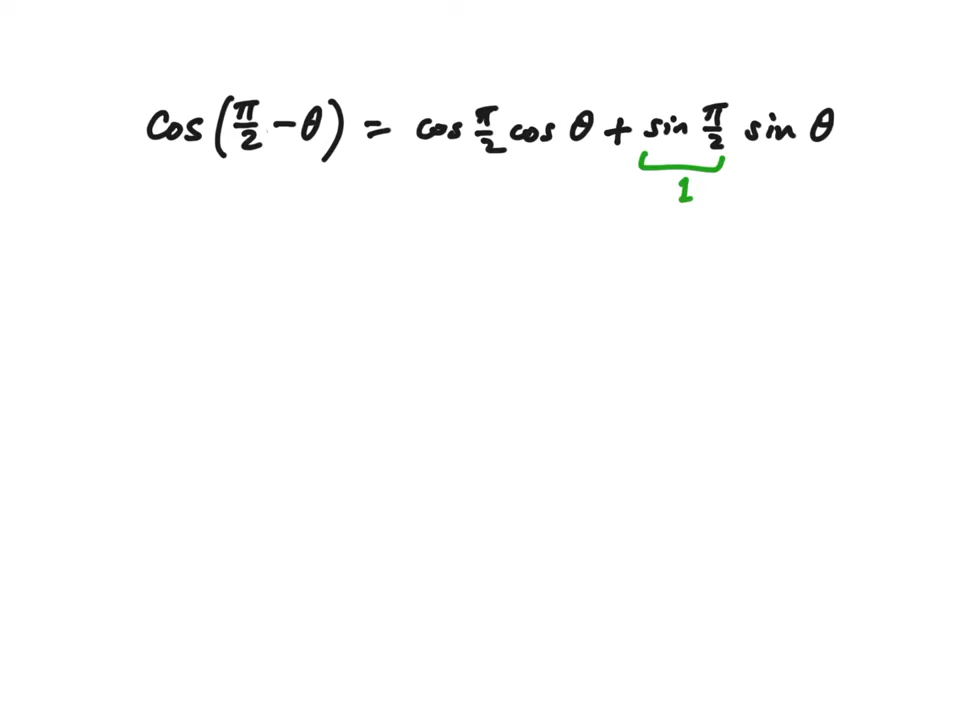 cos(π/2 − θ) = cos π/2 cos θ + sin π/2 sin θ
1